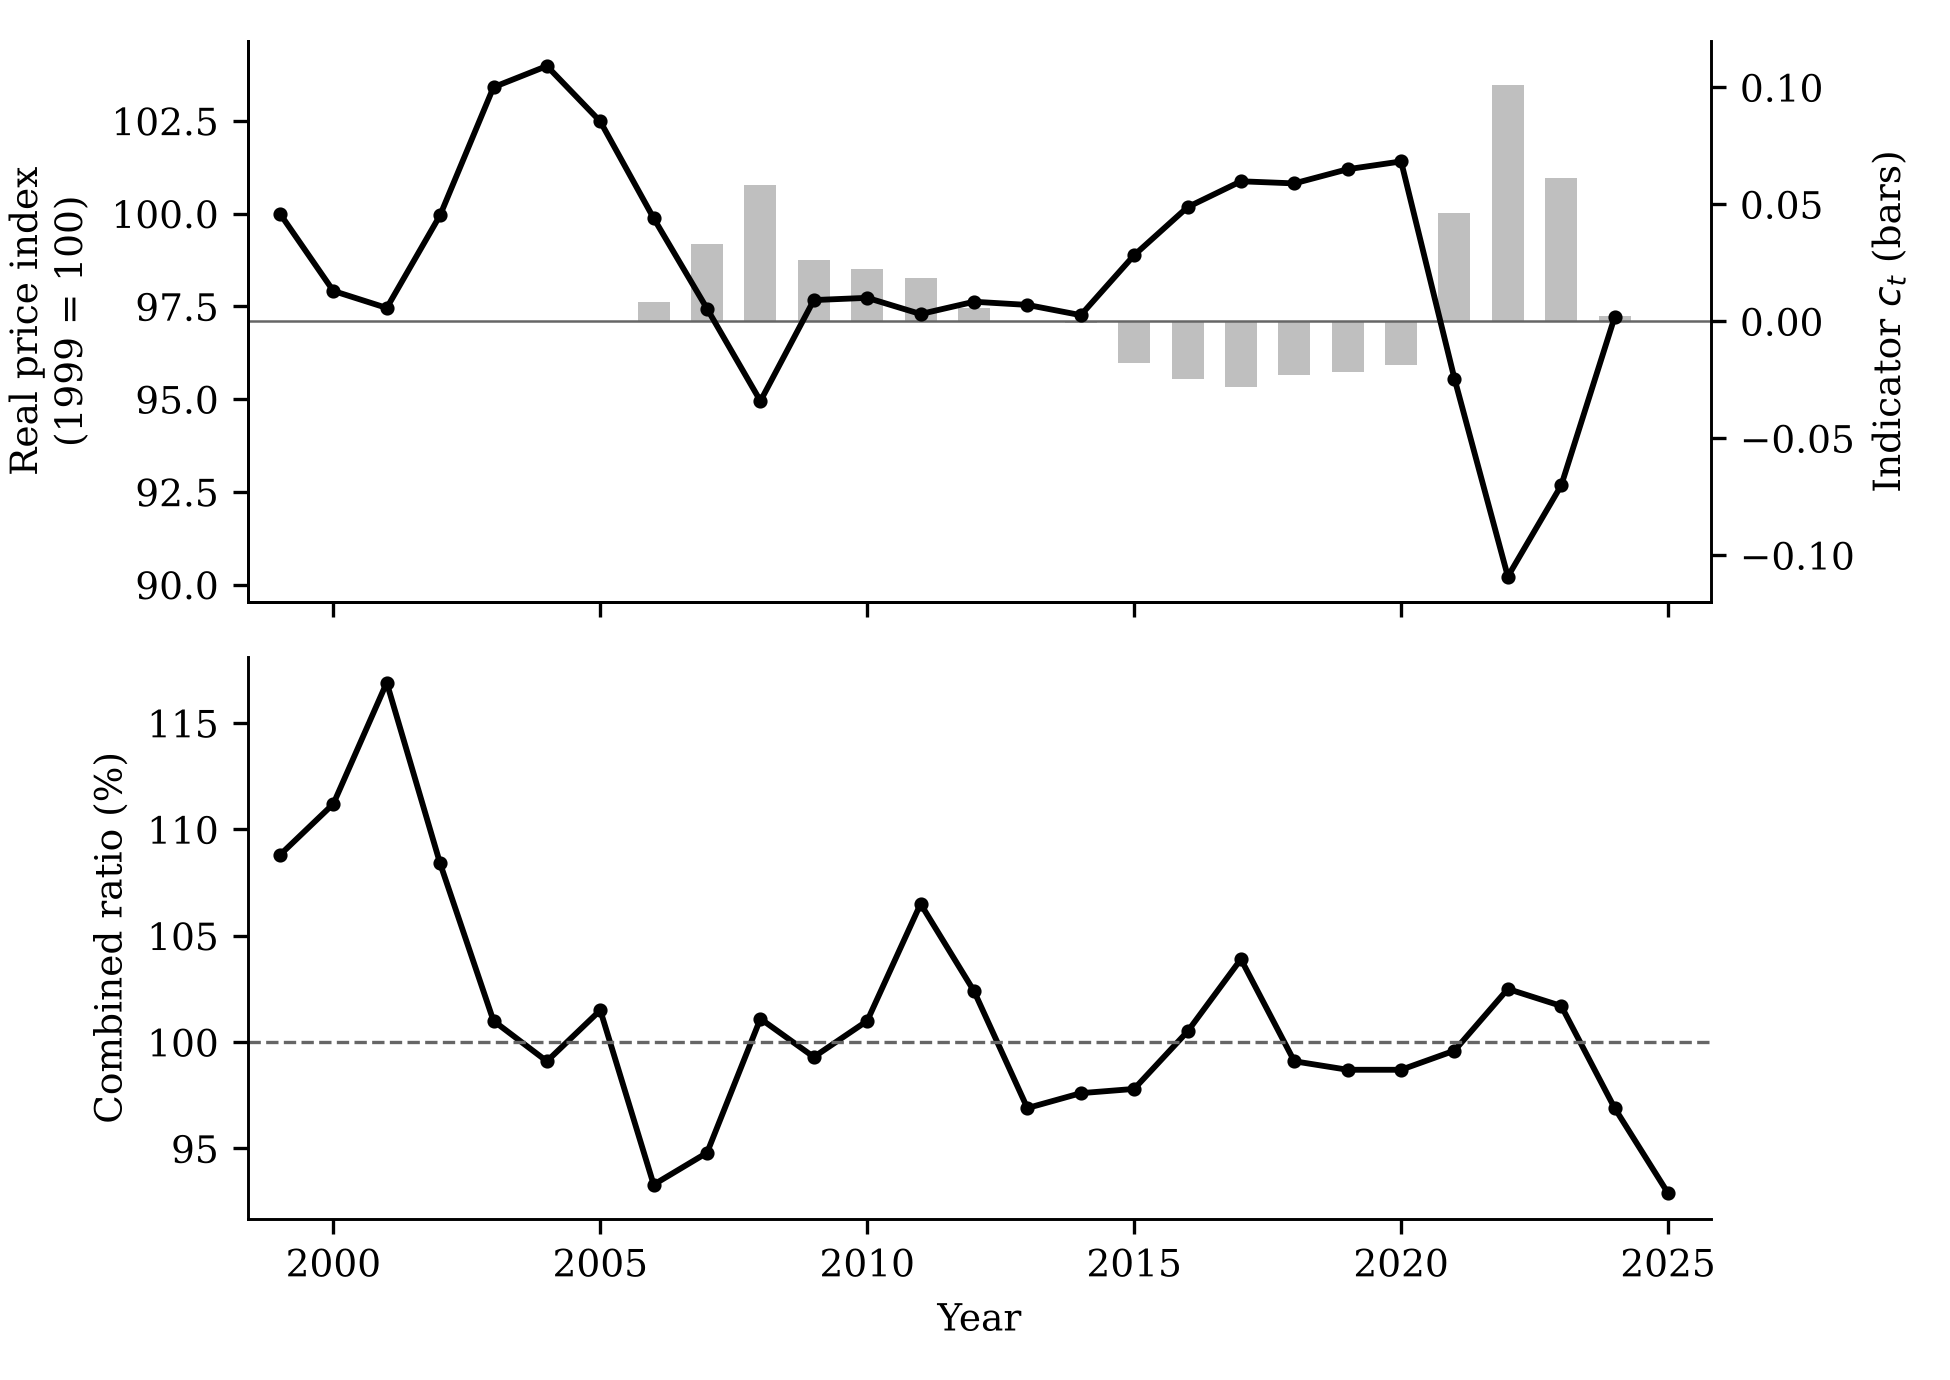 Real price index
(1999 = 100)
102.5
100.0
97.5
95.0
92.5
90.0
0.10
0.05
0.00
−0.05
−0.10
Indicator cₜ (bars)
Combined ratio (%)
115
110
105
100
95
2000 2005 2010 2015 2020 2025
Year